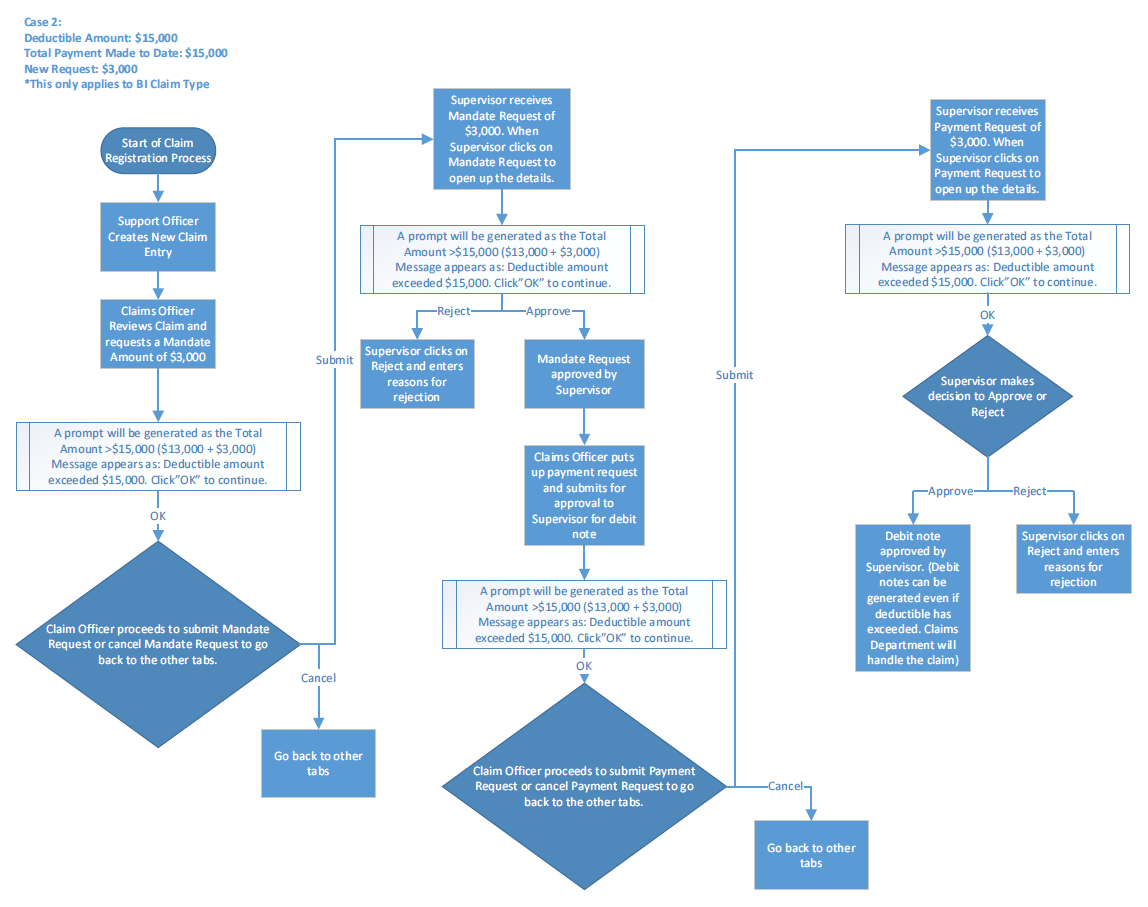 Case 2:
Deductible Amount: $15,000
Total Payment Made to Date: $15,000
New Request: $3,000
*This only applies to BI Claim Type
Start of Claim
Registration Process
Support Officer
Creates New Claim
Entry
Claims Officer
Reviews Claim and
requests a Mandate
Amount of $3,000
A prompt will be generated as the Total
Amount >$15,000 ($13,000 + $3,000)
Message appears as: Deductible amount
exceeded $15,000. Click"OK" to continue.
OK
Claim Officer proceeds to submit Mandate
Request or cancel Mandate Request to go
back to the other tabs.
Cancel
Go back to other
tabs
Submit
Supervisor receives
Mandate Request of
$3,000. When
Supervisor clicks on
Mandate Request to
open up the details.
A prompt will be generated as the Total
Amount >$15,000 ($13,000 + $3,000)
Message appears as: Deductible amount
exceeded $15,000. Click"OK" to continue.
Reject
Approve
Supervisor clicks on
Reject and enters
reasons for
rejection
Mandate Request
approved by
Supervisor
Claims Officer puts
up payment request
and submits for
approval to
Supervisor for debit
note
A prompt will be generated as the Total
Amount >$15,000 ($13,000 + $3,000)
Message appears as: Deductible amount
exceeded $15,000. Click"OK" to continue.
OK
Claim Officer proceeds to submit Payment
Request or cancel Payment Request to go
back to the other tabs.
Cancel
Go back to other
tabs
Submit
Supervisor receives
Payment Request of
$3,000. When
Supervisor clicks on
Payment Request to
open up the details.
A prompt will be generated as the Total
Amount >$15,000 ($13,000 + $3,000)
Message appears as: Deductible amount
exceeded $15,000. Click"OK" to continue.
OK
Supervisor makes
decision to Approve or
Reject
Approve
Reject
Debit note
approved by
Supervisor. (Debit
notes can be
generated even if
deductible has
exceeded. Claims
Department will
handle the claim)
Supervisor clicks on
Reject and enters
reasons for
rejection